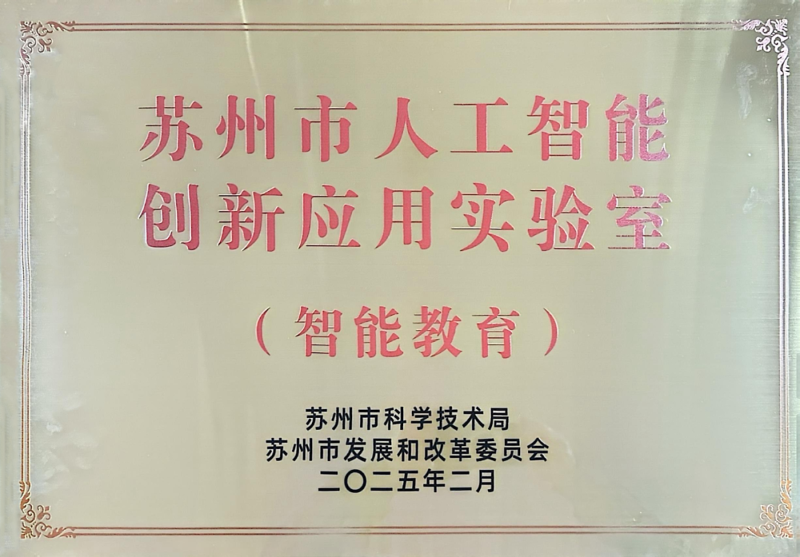 苏州市人工智能
创新应用实验室
（智能教育）
苏州市科学技术局
苏州市发展和改革委员会
二〇二五年二月